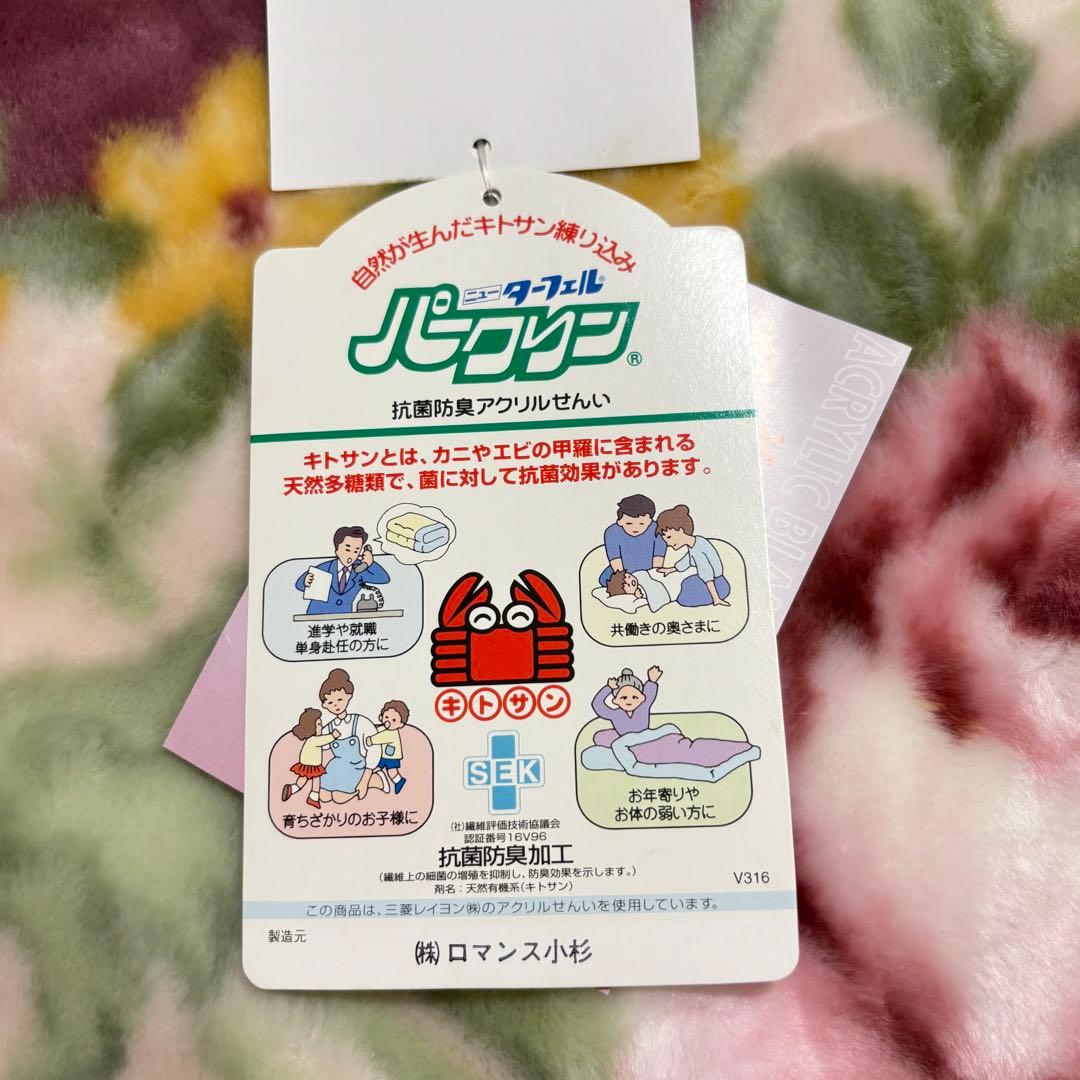 自然が生んだキトサン練り込み
ニューターフェル®
パークリン®
抗菌防臭アクリルせんい
キトサンとは、カニやエビの甲羅に含まれる
天然多糖類で、菌に対して抗菌効果があります。
進学や就職
単身赴任の方に
共働きの奥さまに
キトサン
育ちざかりのお子様に
SEK
お年寄りや
お体の弱い方に
(社)繊維評価技術協議会
認証番号16V96
抗菌防臭加工
(繊維上の細菌の増殖を抑制し、防臭効果を示します。)
剤名:天然有機系(キトサン)
V316
この商品は、三菱レイヨン㈱のアクリルせんいを使用しています。
製造元
㈱ロマンス小杉
ACRYLIC